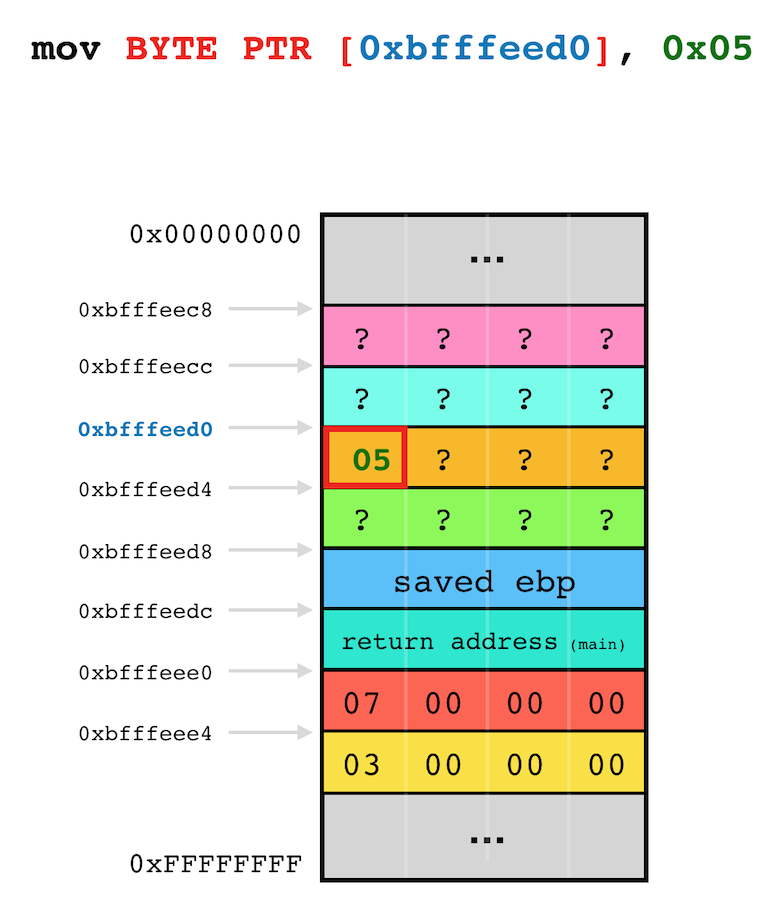 mov BYTE PTR [0xbfffeed0], 0x05
0x00000000
...
0xbfffeec8
? ? ? ?
0xbfffeecc
? ? ? ?
0xbfffeed0
05 ? ? ?
0xbfffeed4
? ? ? ?
0xbfffeed8
saved ebp
0xbfffeedc
return address (main)
0xbfffeee0
07 00 00 00
0xbfffeee4
03 00 00 00
...
0xFFFFFFFF